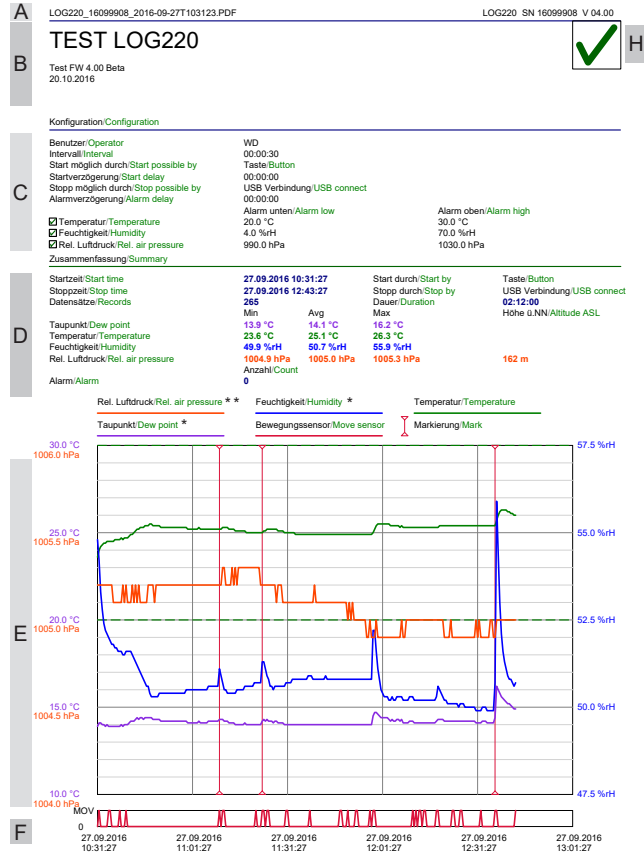 A
LOG220_16099908_2016-09-27T103123.PDF LOG220 SN 16099908 V 04.00
B
TEST LOG220
H
Test FW 4.00 Beta
20.10.2016
Konfiguration/Configuration
C
Benutzer/Operator WD
Intervall/Interval 00:00:30
Start möglich durch/Start possible by Taste/Button
Startverzögerung/Start delay 00:00:00
Stopp möglich durch/Stop possible by USB Verbindung/USB connect
Alarmverzögerung/Alarm delay 00:00:00
Alarm unten/Alarm low Alarm oben/Alarm high
Temperatur/Temperature 20.0 °C 30.0 °C
Feuchtigkeit/Humidity 4.0 %rH 70.0 %rH
Rel. Luftdruck/Rel. air pressure 990.0 hPa 1030.0 hPa
Zusammenfassung/Summary
D
Startzeit/Start time 27.09.2016 10:31:27 Start durch/Start by Taste/Button
Stoppzeit/Stop time 27.09.2016 12:43:27 Stopp durch/Stop by USB Verbindung/USB connect
Datensätze/Records 265 Dauer/Duration 02:12:00
Min Avg Max Höhe ü.NN/Altitude ASL
Taupunkt/Dew point 13.9 °C 14.1 °C 16.2 °C
Temperatur/Temperature 23.6 °C 25.1 °C 26.3 °C
Feuchtigkeit/Humidity 49.9 %rH 50.7 %rH 55.9 %rH
Rel. Luftdruck/Rel. air pressure 1004.9 hPa 1005.0 hPa 1005.3 hPa 162 m
Anzahl/Count
Alarm/Alarm 0
Rel. Luftdruck/Rel. air pressure ** Feuchtigkeit/Humidity * Temperatur/Temperature
Taupunkt/Dew point * Bewegungssensor/Move sensor Markierung/Mark
E
30.0 °C 57.5 %rH
1006.0 hPa
25.0 °C 55.0 %rH
1005.5 hPa
20.0 °C 52.5 %rH
1005.0 hPa
15.0 °C 50.0 %rH
1004.5 hPa
10.0 °C 47.5 %rH
1004.0 hPa
F
MOV
0
27.09.2016 27.09.2016 27.09.2016 27.09.2016 27.09.2016 27.09.2016
10:31:27 11:01:27 11:31:27 12:01:27 12:31:27 13:01:27